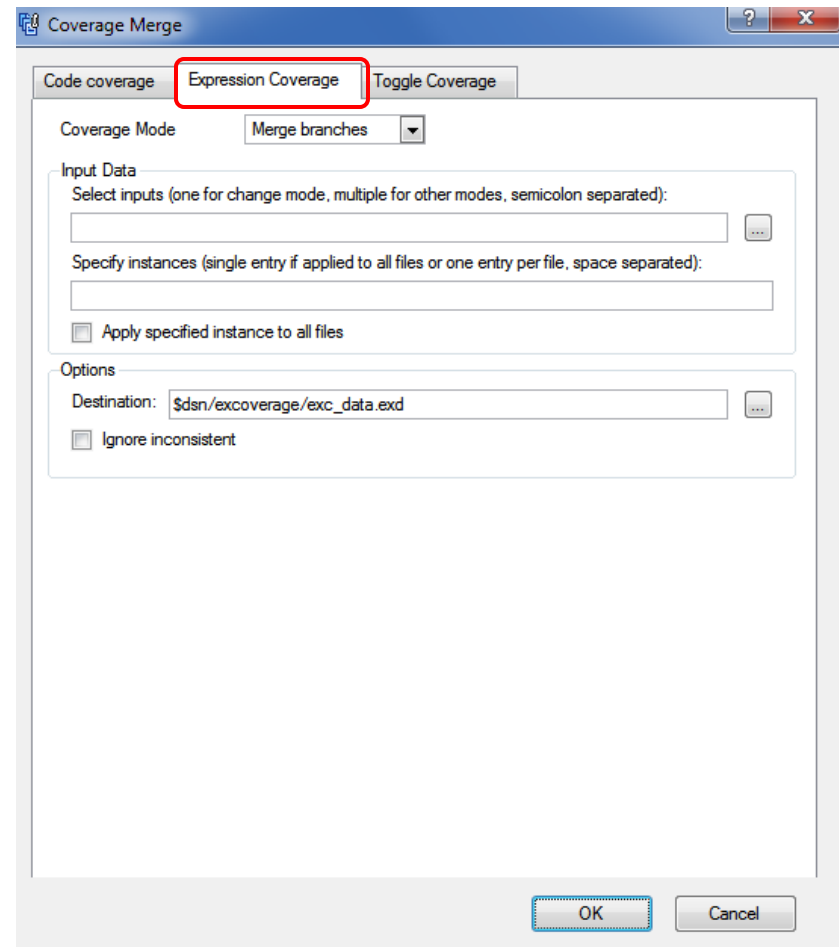 Coverage Merge
?
X
Code coverage
Expression Coverage
Toggle Coverage
Coverage Mode
Merge branches
Input Data
Select inputs (one for change mode, multiple for other modes, semicolon separated):
...
Specify instances (single entry if applied to all files or one entry per file, space separated):
Apply specified instance to all files
Options
Destination:
$dsn/excoverage/exc_data.exd
...
Ignore inconsistent
OK
Cancel